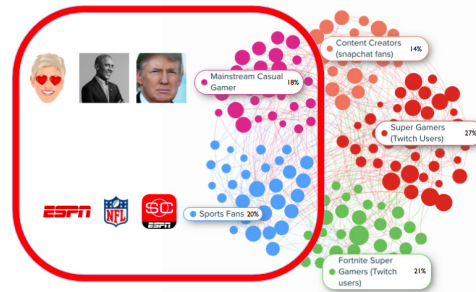 Content Creators
(snapchat fans) 14%
Mainstream Casual
Gamer 18%
Super Gamers 27%
(Twitch Users)
ESPN
NFL
SC
ESPN
Sports Fans 20%
Fortnite Super
Gamers (Twitch 21%
users)